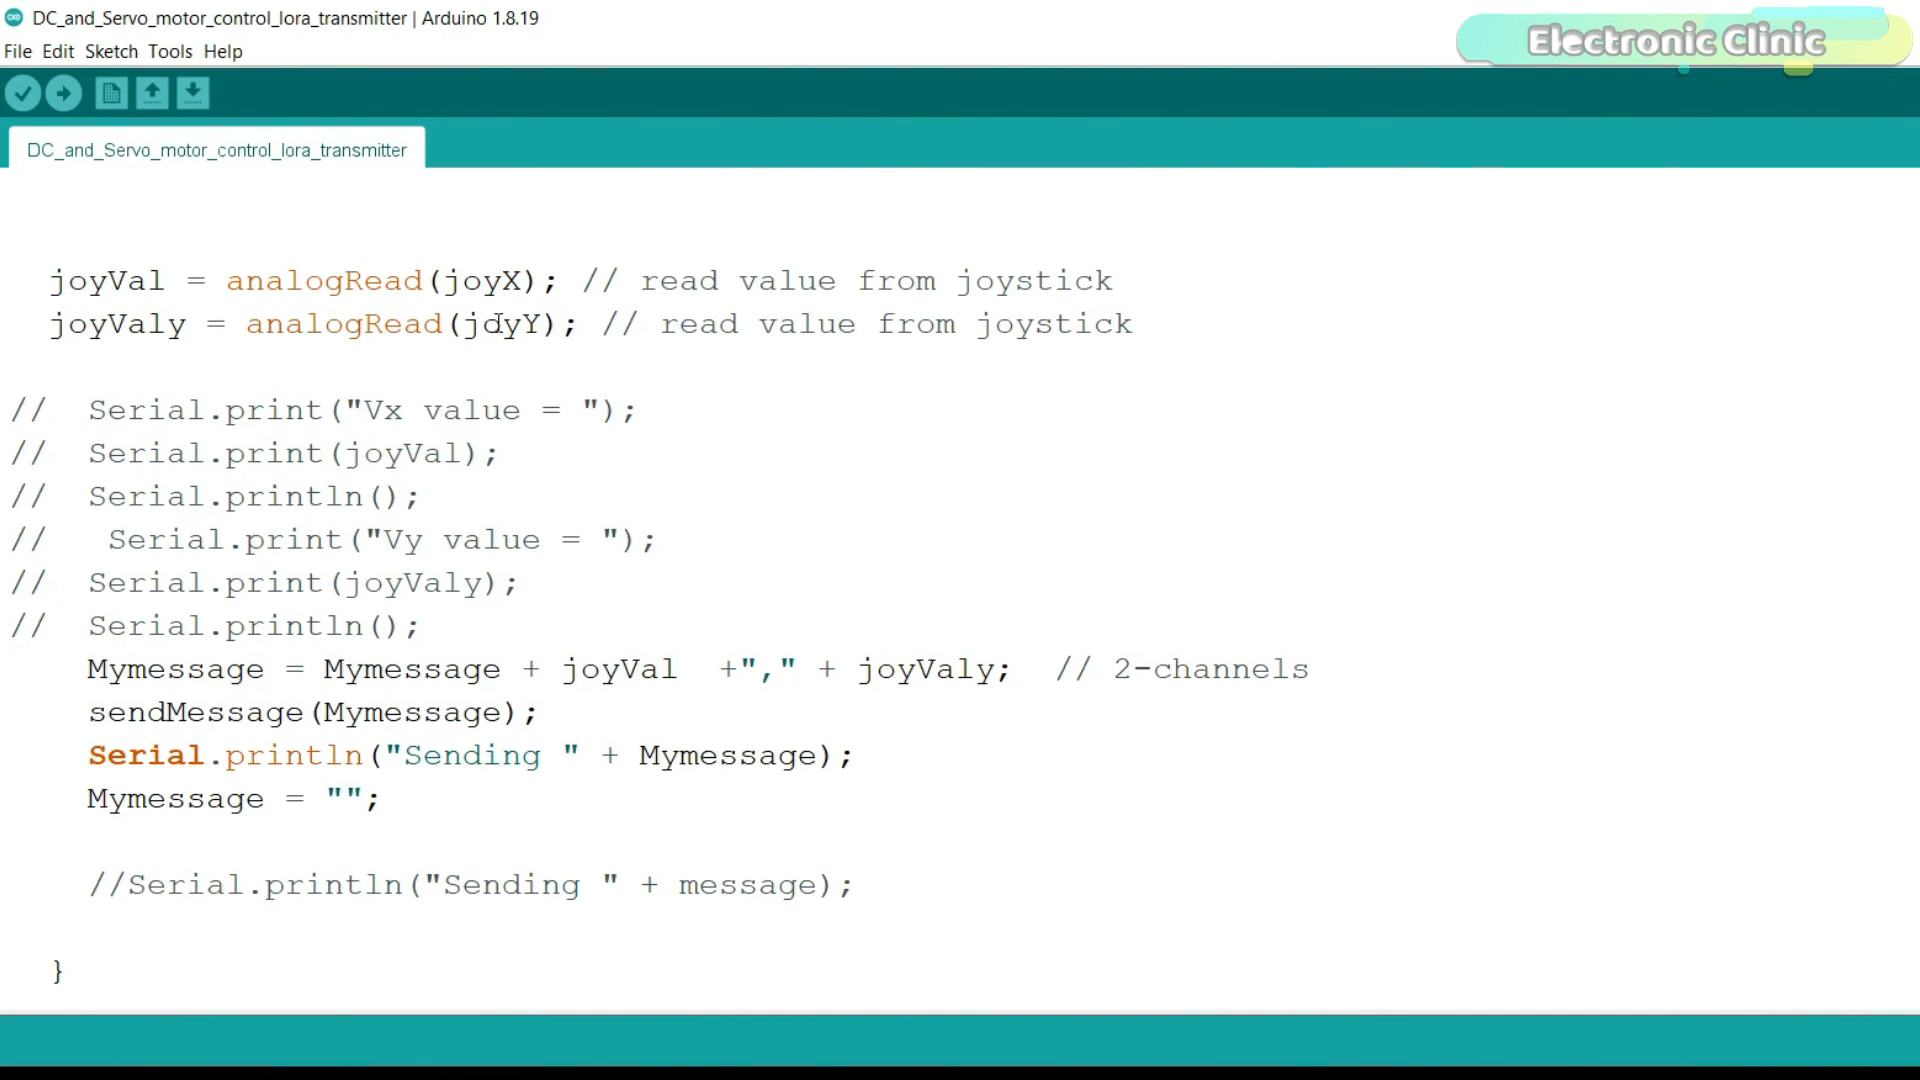 DC_and_Servo_motor_control_lora_transmitter | Arduino 1.8.19
File Edit Sketch Tools Help
Electronic Clinic
DC_and_Servo_motor_control_lora_transmitter
joyVal = analogRead(joyX); // read value from joystick
joyValy = analogRead(joyY); // read value from joystick
// Serial.print("Vx value = ");
// Serial.print(joyVal);
// Serial.println();
// Serial.print("Vy value = ");
// Serial.print(joyValy);
// Serial.println();
Mymessage = Mymessage + joyVal +"," + joyValy; // 2-channels
sendMessage(Mymessage);
Serial.println("Sending " + Mymessage);
Mymessage = "";
//Serial.println("Sending " + message);
}